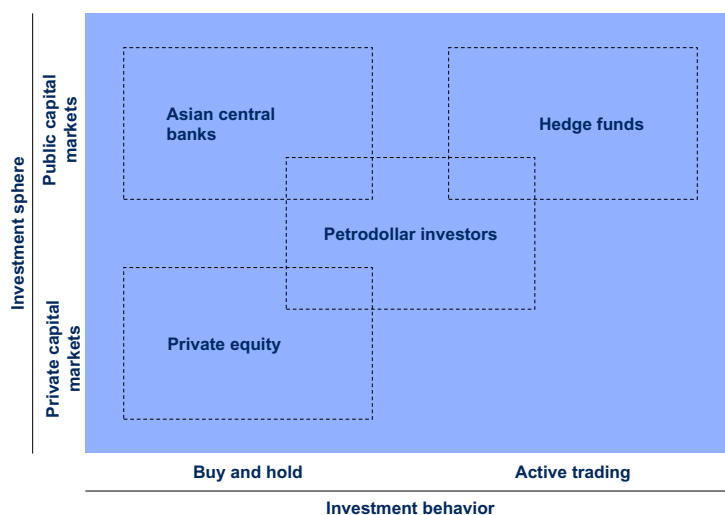 Investment sphere
Public capital
markets
Private capital
markets
Asian central
banks
Hedge funds
Petrodollar investors
Private equity
Buy and hold
Active trading
Investment behavior